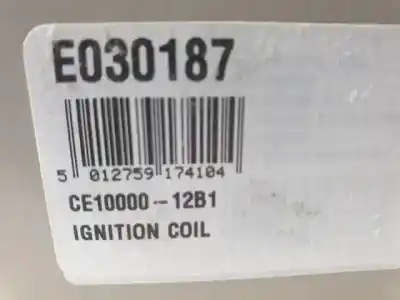 E030187
5 012759 174104
CE10000-12B1
IGNITION COIL